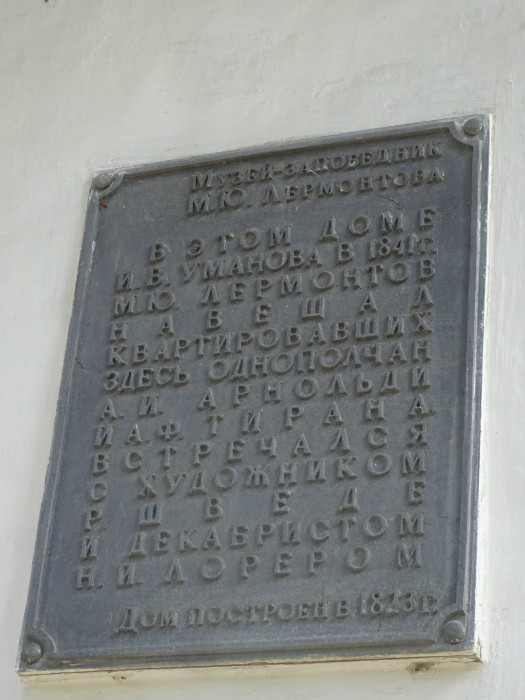 Музей-заповедник
М.Ю. Лермонтова
В ЭТОМ ДОМЕ
И.В. УМАНОВА В 1841 г.
М.Ю. ЛЕРМОНТОВ
НАВЕЩАЛ
КВАРТИРОВАВШИХ
ЗДЕСЬ ОДНОПОЛЧАН
А. И. АРНОЛЬДИ
И А.Ф. ТИРАНА.
ВСТРЕЧАЛСЯ
С ХУДОЖНИКОМ
Р. ШВЕДЕ
И ДЕКАБРИСТОМ
Н. И. ЛОРЕРОМ
Дом построен в 1823 г.